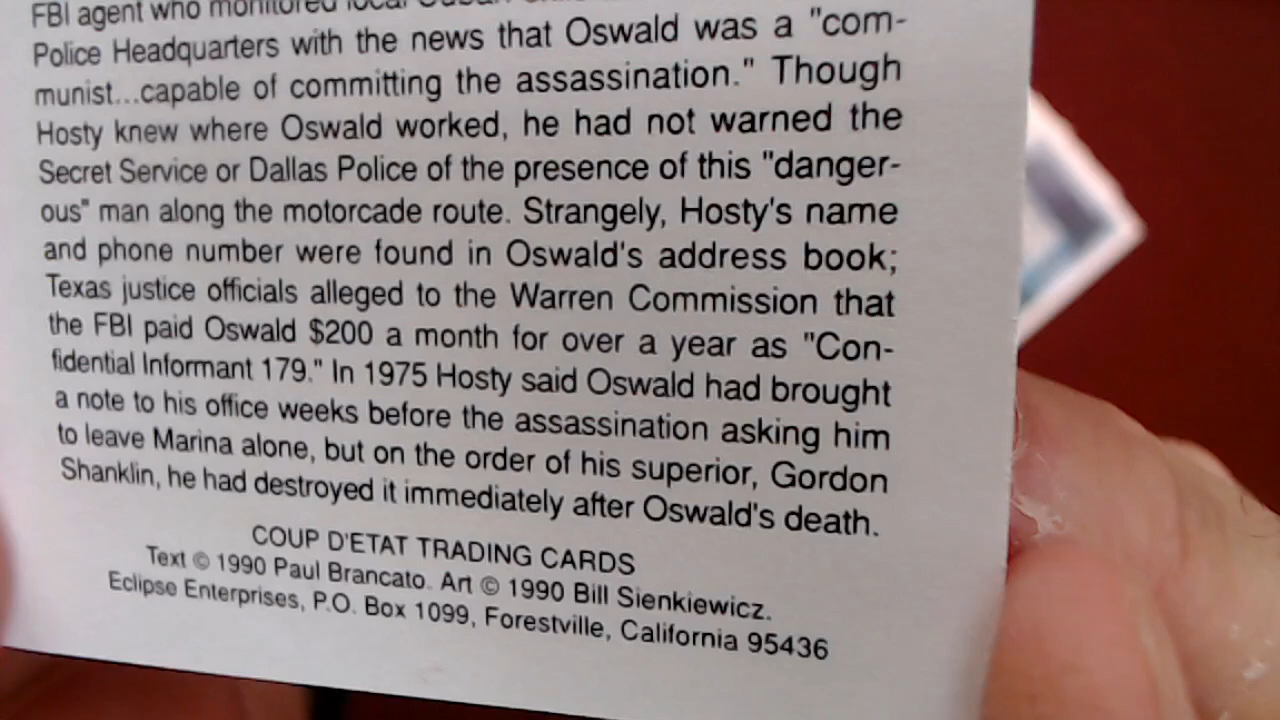 FBI agent who monitored local Cuban
Police Headquarters with the news that Oswald was a "com-
munist...capable of committing the assassination." Though
Hosty knew where Oswald worked, he had not warned the
Secret Service or Dallas Police of the presence of this "danger-
ous" man along the motorcade route. Strangely, Hosty's name
and phone number were found in Oswald's address book;
Texas justice officials alleged to the Warren Commission that
the FBI paid Oswald $200 a month for over a year as "Con-
fidential Informant 179." In 1975 Hosty said Oswald had brought
a note to his office weeks before the assassination asking him
to leave Marina alone, but on the order of his superior, Gordon
Shanklin, he had destroyed it immediately after Oswald's death.
COUP D'ETAT TRADING CARDS
Text © 1990 Paul Brancato. Art © 1990 Bill Sienkiewicz.
Eclipse Enterprises, P.O. Box 1099, Forestville, California 95436